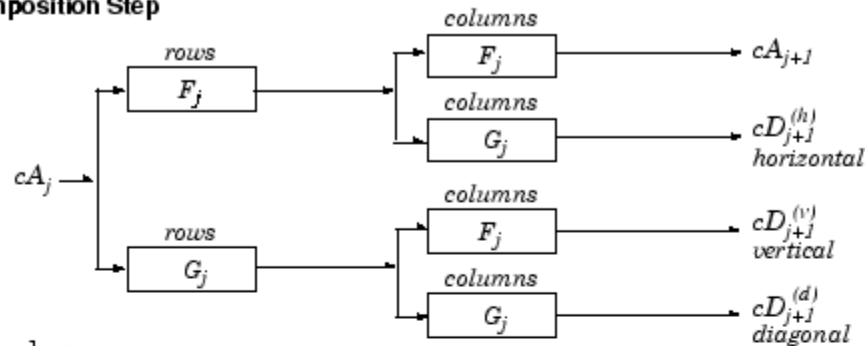 position Step
columns
rows
F_j
cA_{j+1}
F_j
columns
G_j
cD_{j+1}^{(h)}
horizontal
cA_j
columns
rows
F_j
cD_{j+1}^{(v)}
vertical
G_j
columns
G_j
cD_{j+1}^{(d)}
diagonal